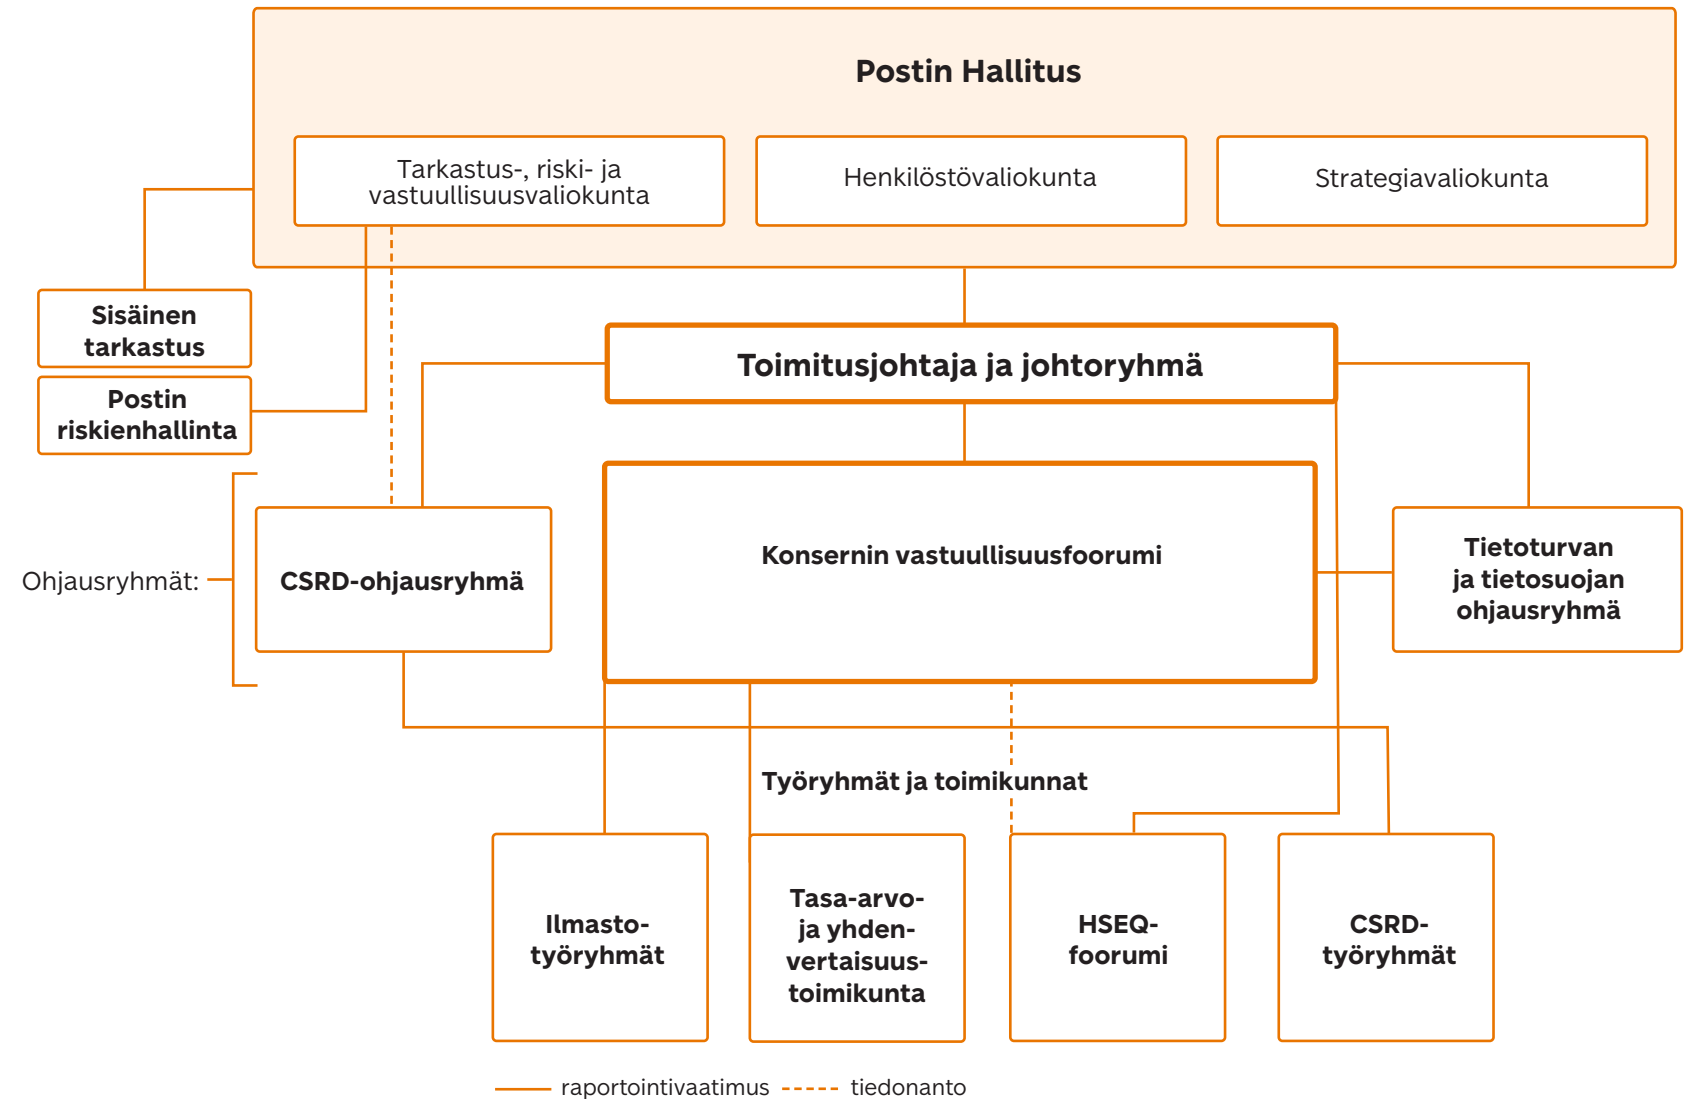 Postin Hallitus
Tarkastus-, riski- ja
vastuullisuusvaliokunta
Henkilöstövaliokunta
Strategiavaliokunta
Sisäinen
tarkastus
Postin
riskienhallinta
Toimitusjohtaja ja johtoryhmä
Ohjausryhmät:
CSRD-ohjausryhmä
Konsernin vastuullisuusfoorumi
Tietoturvan
ja tietosuojan
ohjausryhmä
Työryhmät ja toimikunnat
Ilmasto-
työryhmät
Tasa-arvo-
ja yhden-
vertaisuus-
toimikunta
HSEQ-
foorumi
CSRD-
työryhmät
raportointivaatimus
tiedonanto